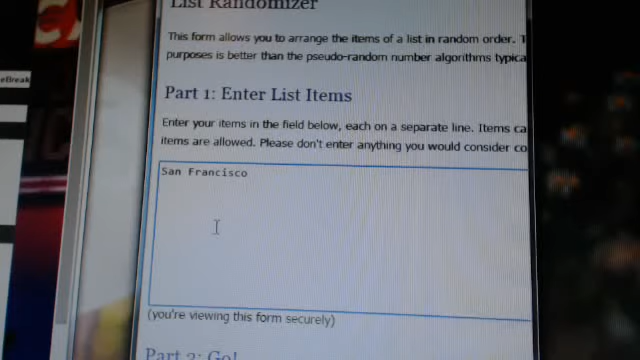 List Randomizer
This form allows you to arrange the items of a list in random order. T
purposes is better than the pseudo-random number algorithms typica
eBreak
Part 1: Enter List Items
Enter your items in the field below, each on a separate line. Items ca
items are allowed. Please don't enter anything you would consider co
San Francisco
(you're viewing this form securely)
Part 2: Go!